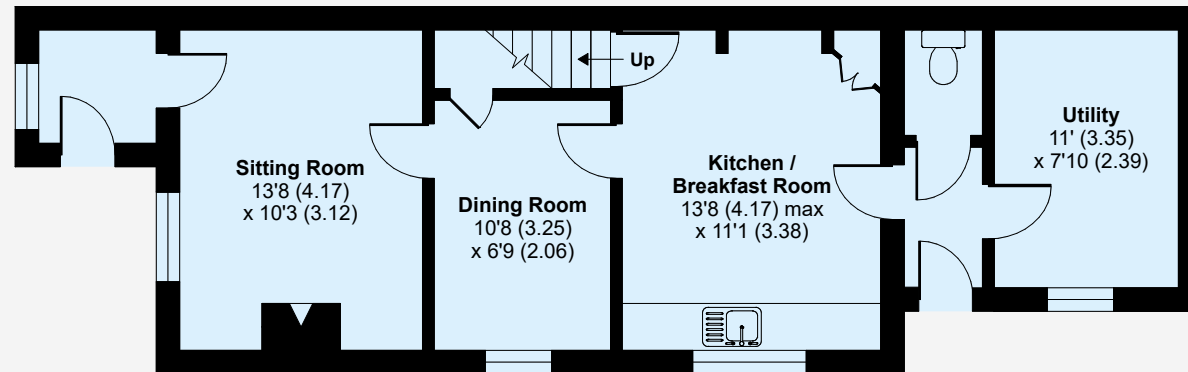 Up
Sitting Room
13'8 (4.17)
x 10'3 (3.12)
Dining Room
10'8 (3.25)
x 6'9 (2.06)
Kitchen /
Breakfast Room
13'8 (4.17) max
x 11'1 (3.38)
Utility
11' (3.35)
x 7'10 (2.39)